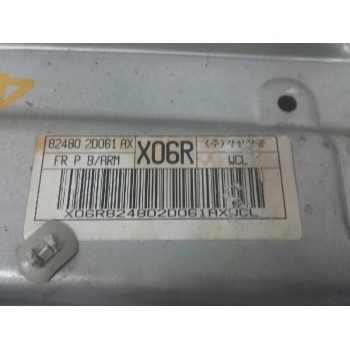 82480 2D061 AX
X06R
FR P B/ARM
WCL
X06R824802D061AXWCL